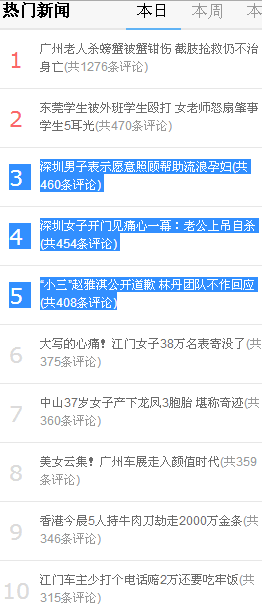 热门新闻 本日 本周 本
1 广州老人杀螃蟹被蟹钳伤 截肢抢救仍不治
身亡(共1276条评论)
2 东莞学生被外班学生殴打 女老师怒扇肇事
学生5耳光(共470条评论)
3 深圳男子表示愿意照顾帮助流浪孕妇(共
460条评论)
4 深圳女子开门见痛心一幕：老公上吊自杀
(共454条评论)
5 “小三”赵雅淇公开道歉 林丹团队不作回应
(共408条评论)
6 大写的心痛！江门女子38万名表寄没了(共
375条评论)
7 中山37岁女子产下龙凤3胞胎 堪称奇迹(共
360条评论)
8 美女云集！广州车展走入颜值时代(共359
条评论)
9 香港今晨5人持牛肉刀劫走2000万金条(共
346条评论)
10 江门车主少打个电话赔2万还要吃牢饭(共
315条评论)